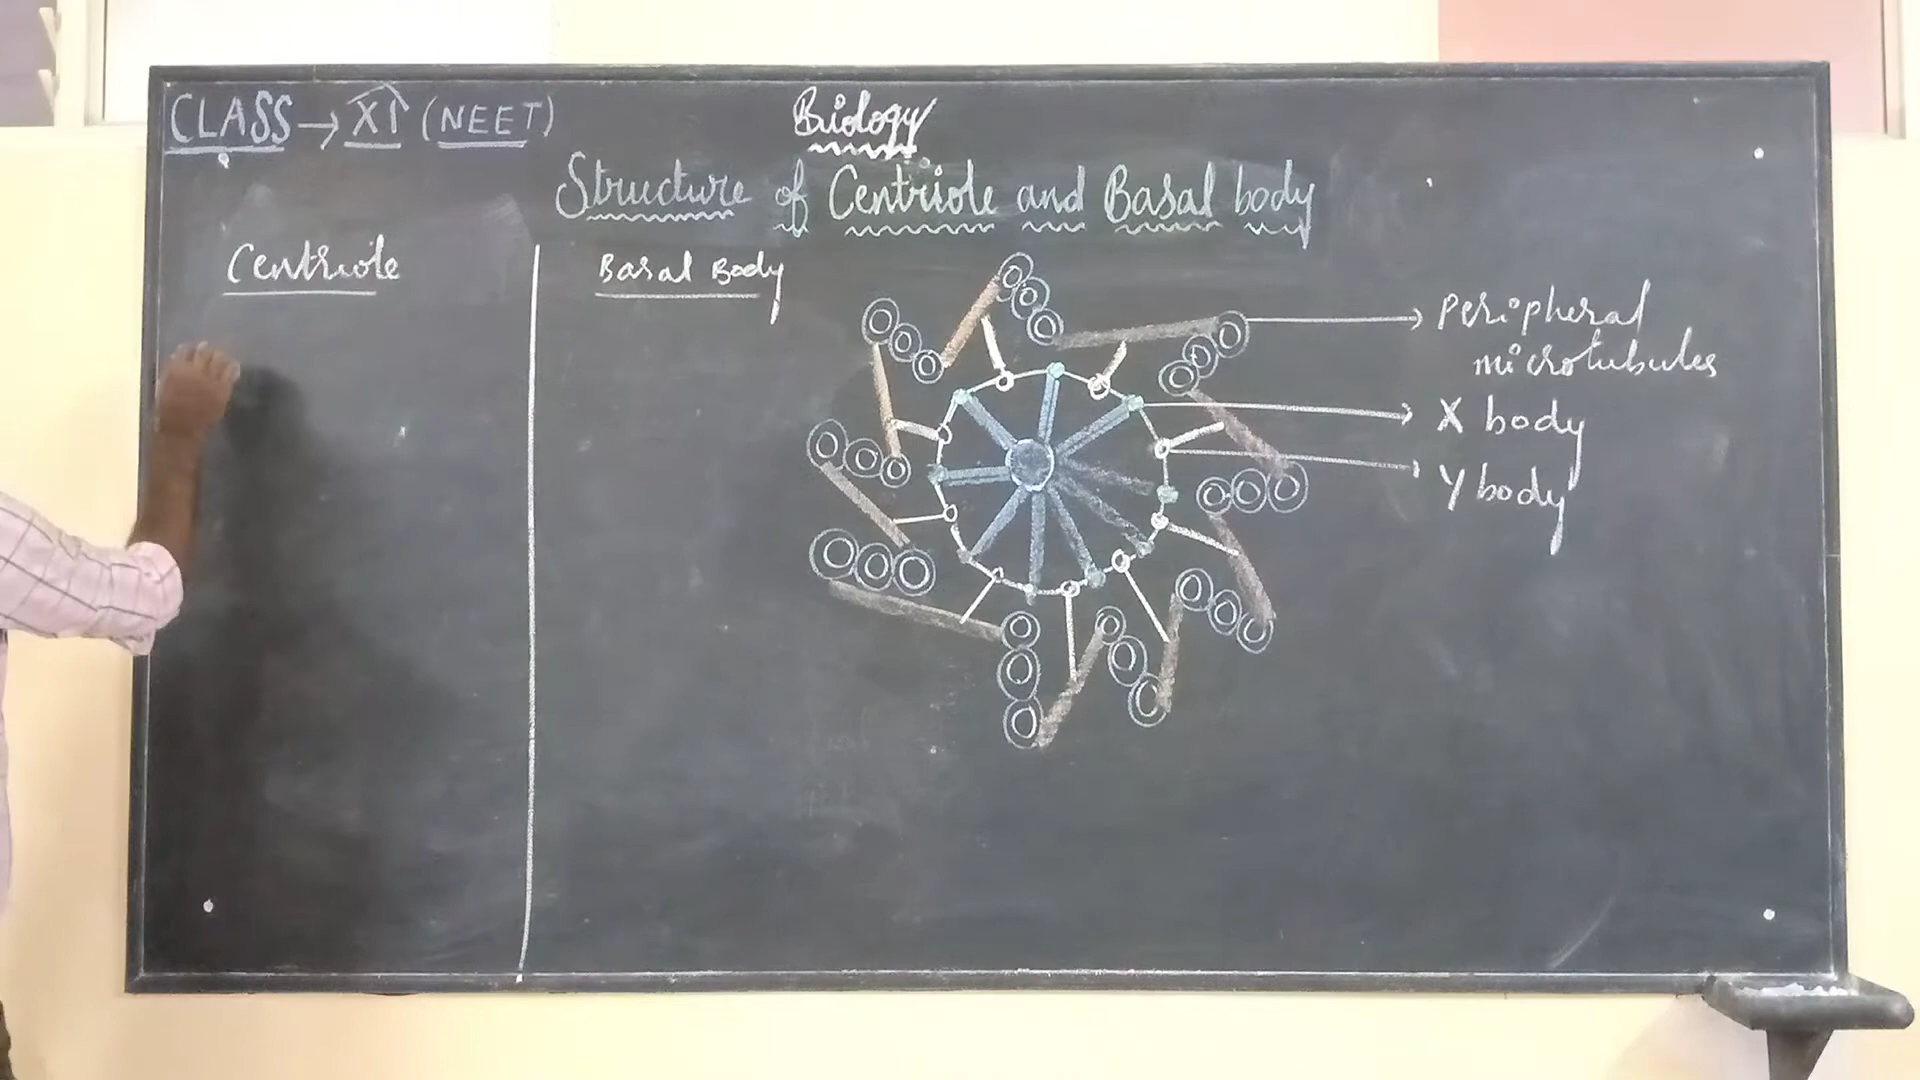 CLASS → XI (NEET)
Biology
Structure of Centriole and Basal body
Centriole
Basal Body
Peripheral
microtubules
X body
Y body